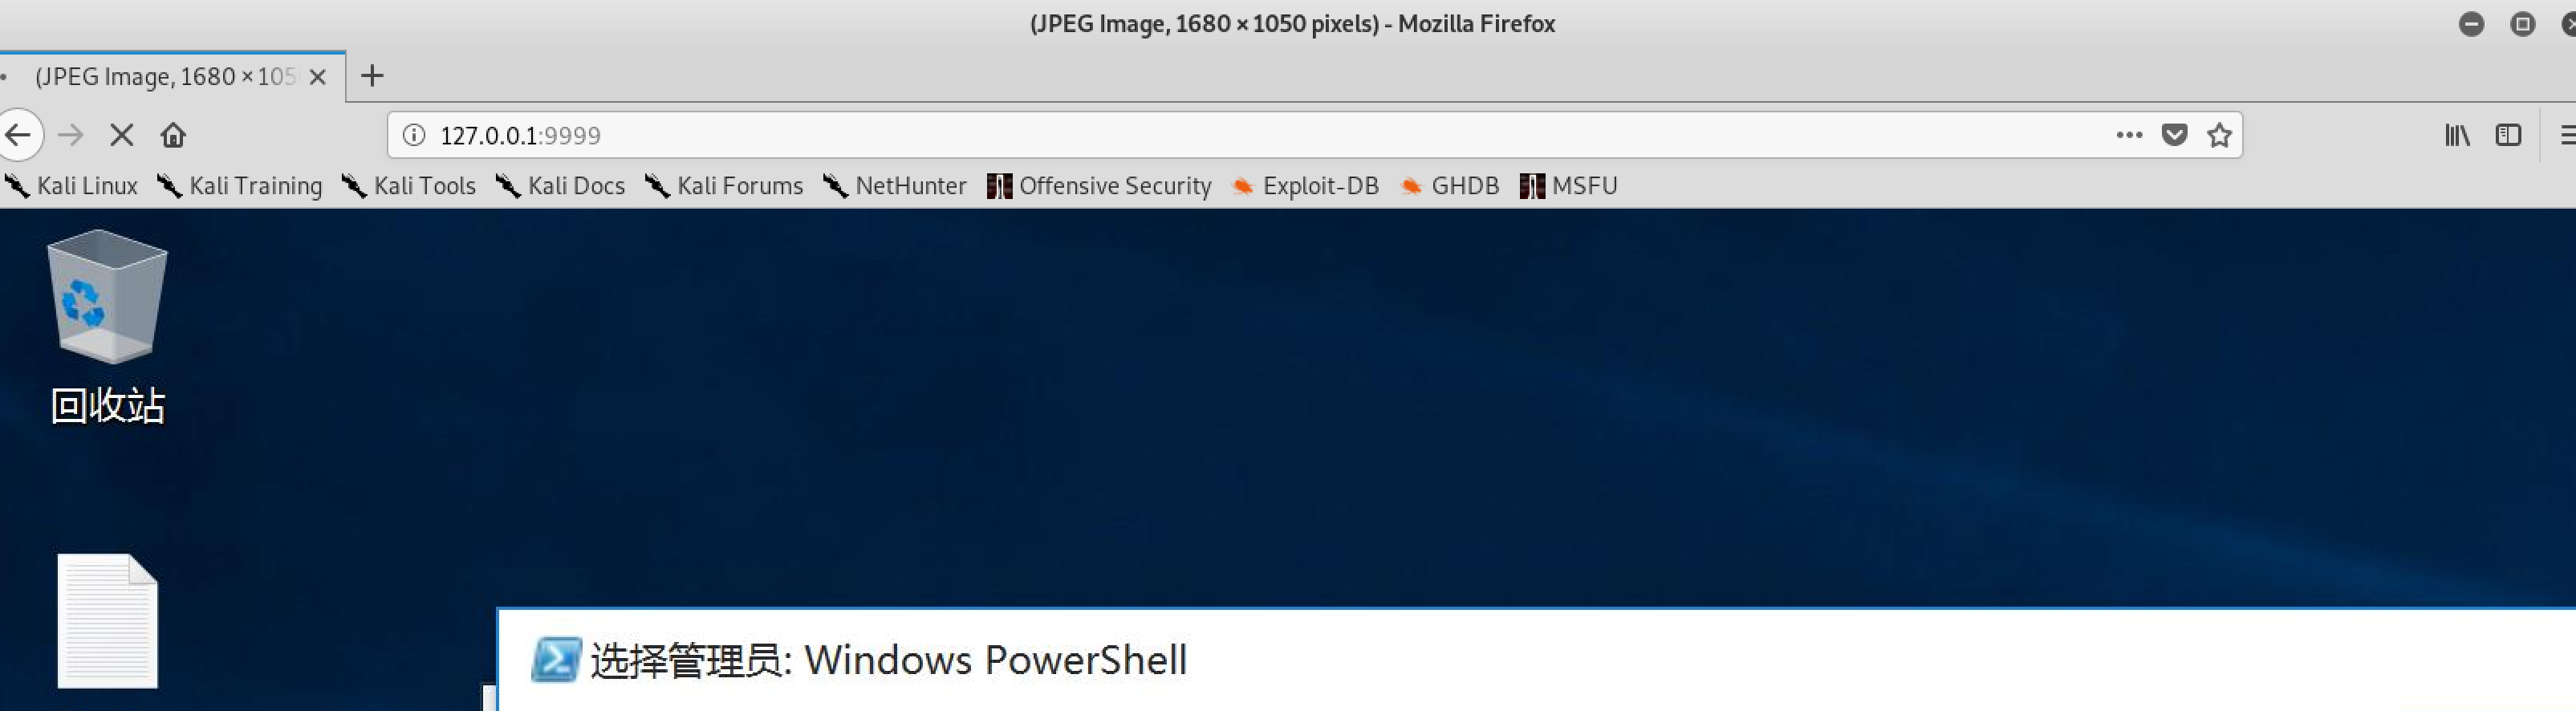 (JPEG Image, 1680 × 1050 pixels) - Mozilla Firefox
(JPEG Image, 1680 × 105
127.0.0.1:9999
Kali Linux Kali Training Kali Tools Kali Docs Kali Forums NetHunter Offensive Security Exploit-DB GHDB MSFU
回收站
选择管理员: Windows PowerShell